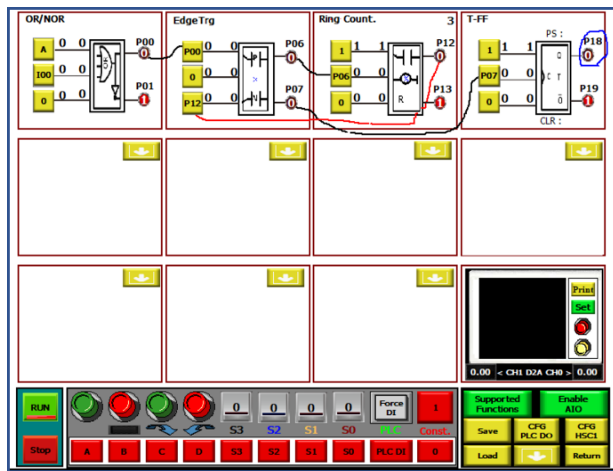 OR/NOR
A 0 0 P00 0
I00 0 0 OR
0 0 0 P01 1
EdgeTrg
P00 0 0 P P06 0
0 0
P12 0 0 N P07 0
Ring Count. 3
1 1 1 P12 0
P06 0 0
0 0 0 R P13 1
T-FF
PS :
1 1 1 Q P18 0
P07 0 0 C T
0 0 0 Q P19 1
CLR :
Print
Set
0.00 < CH1 D2A CH0 > 0.00
RUN
Stop
0 0 0 0
S3 S2 S1 S0
Force
DI
PLC
1
Const.
A B C D S3 S2 S1 S0 PLC DI 0
Supported
Functions
Enable
AIO
Save
CFG
PLC DO
CFG
HSC1
Load
Return